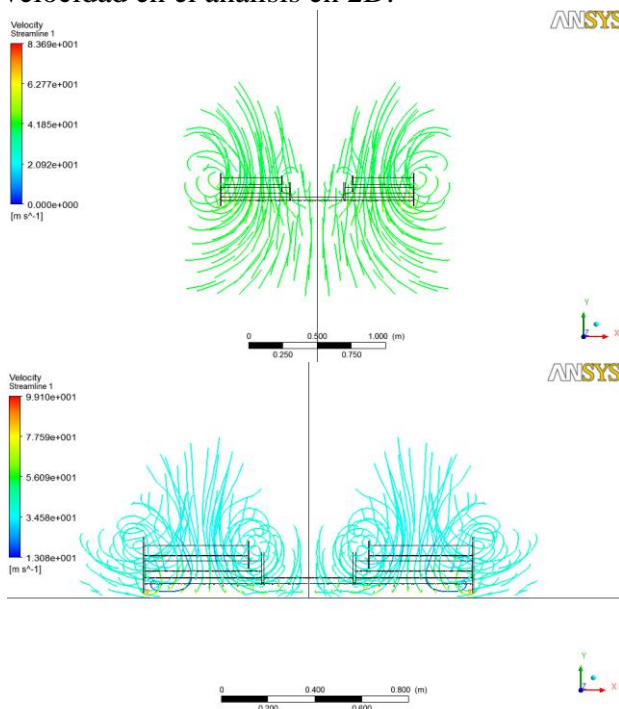 velocidad en el análisis en 2D.
Velocity
Streamline 1
8.369e+001
6.277e+001
4.185e+001
2.092e+001
0.000e+000
[m s^-1]
ANSYS
0 0.500 1.000 (m)
0.250 0.750
Y
Z X
Velocity
Streamline 1
9.910e+001
7.759e+001
5.609e+001
3.458e+001
1.308e+001
[m s^-1]
ANSYS
0 0.400 0.800 (m)
0.200 0.600
Y
Z X